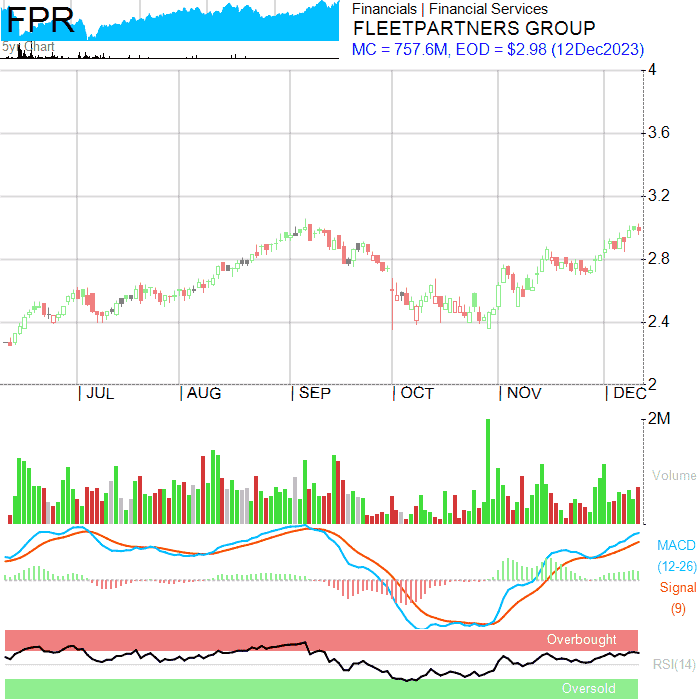 FPR
5y Chart
Financials | Financial Services
FLEETPARTNERS GROUP
MC = 757.6M, EOD = $2.98 (12Dec2023)
4
3.6
3.2
2.8
2.4
2
JUL
AUG
SEP
OCT
NOV
DEC
2M
Volume
MACD
(12-26)
Signal
(9)
Overbought
RSI(14)
Oversold